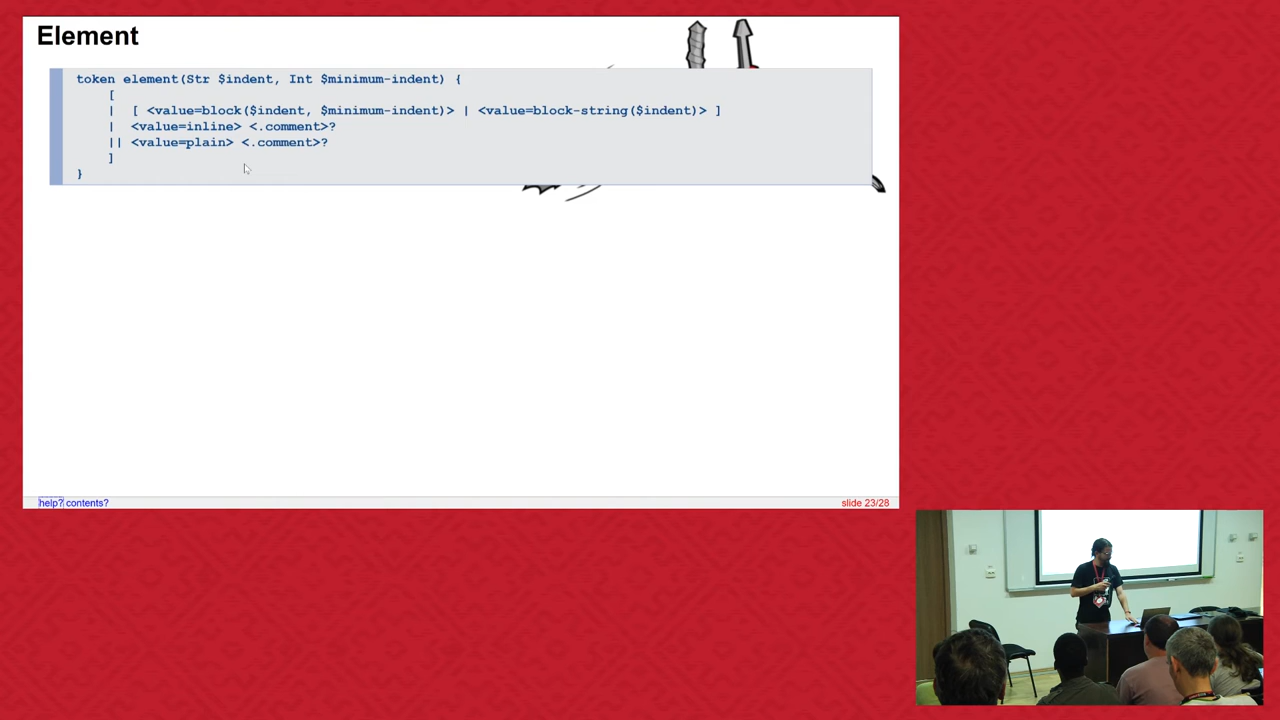 Element
token element(Str $indent, Int $minimum-indent) {
[
| [ <value=block($indent, $minimum-indent)> | <value=block-string($indent)> ]
| <value=inline> <.comment>?
|| <value=plain> <.comment>?
]
}
help? contents?
slide 23/28